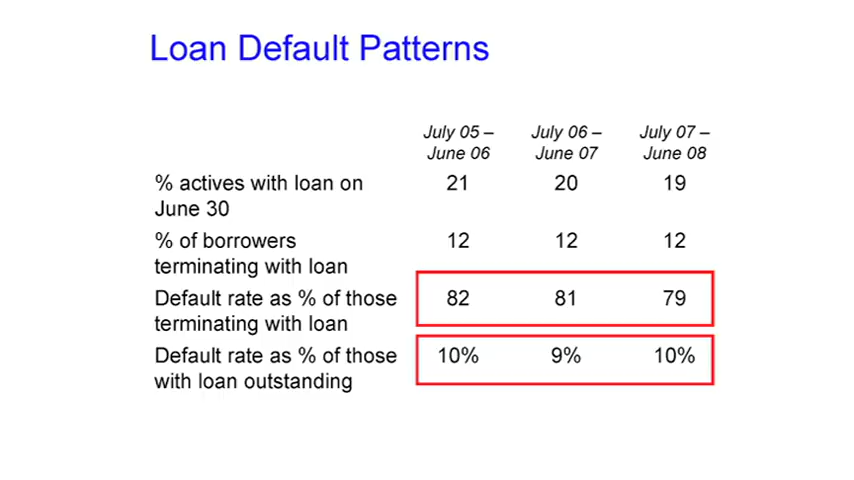 Loan Default Patterns
July 05 – July 06 – July 07 –
June 06 June 07 June 08
% actives with loan on 21 20 19
June 30
% of borrowers 12 12 12
terminating with loan
Default rate as % of those 82 81 79
terminating with loan
Default rate as % of those 10% 9% 10%
with loan outstanding